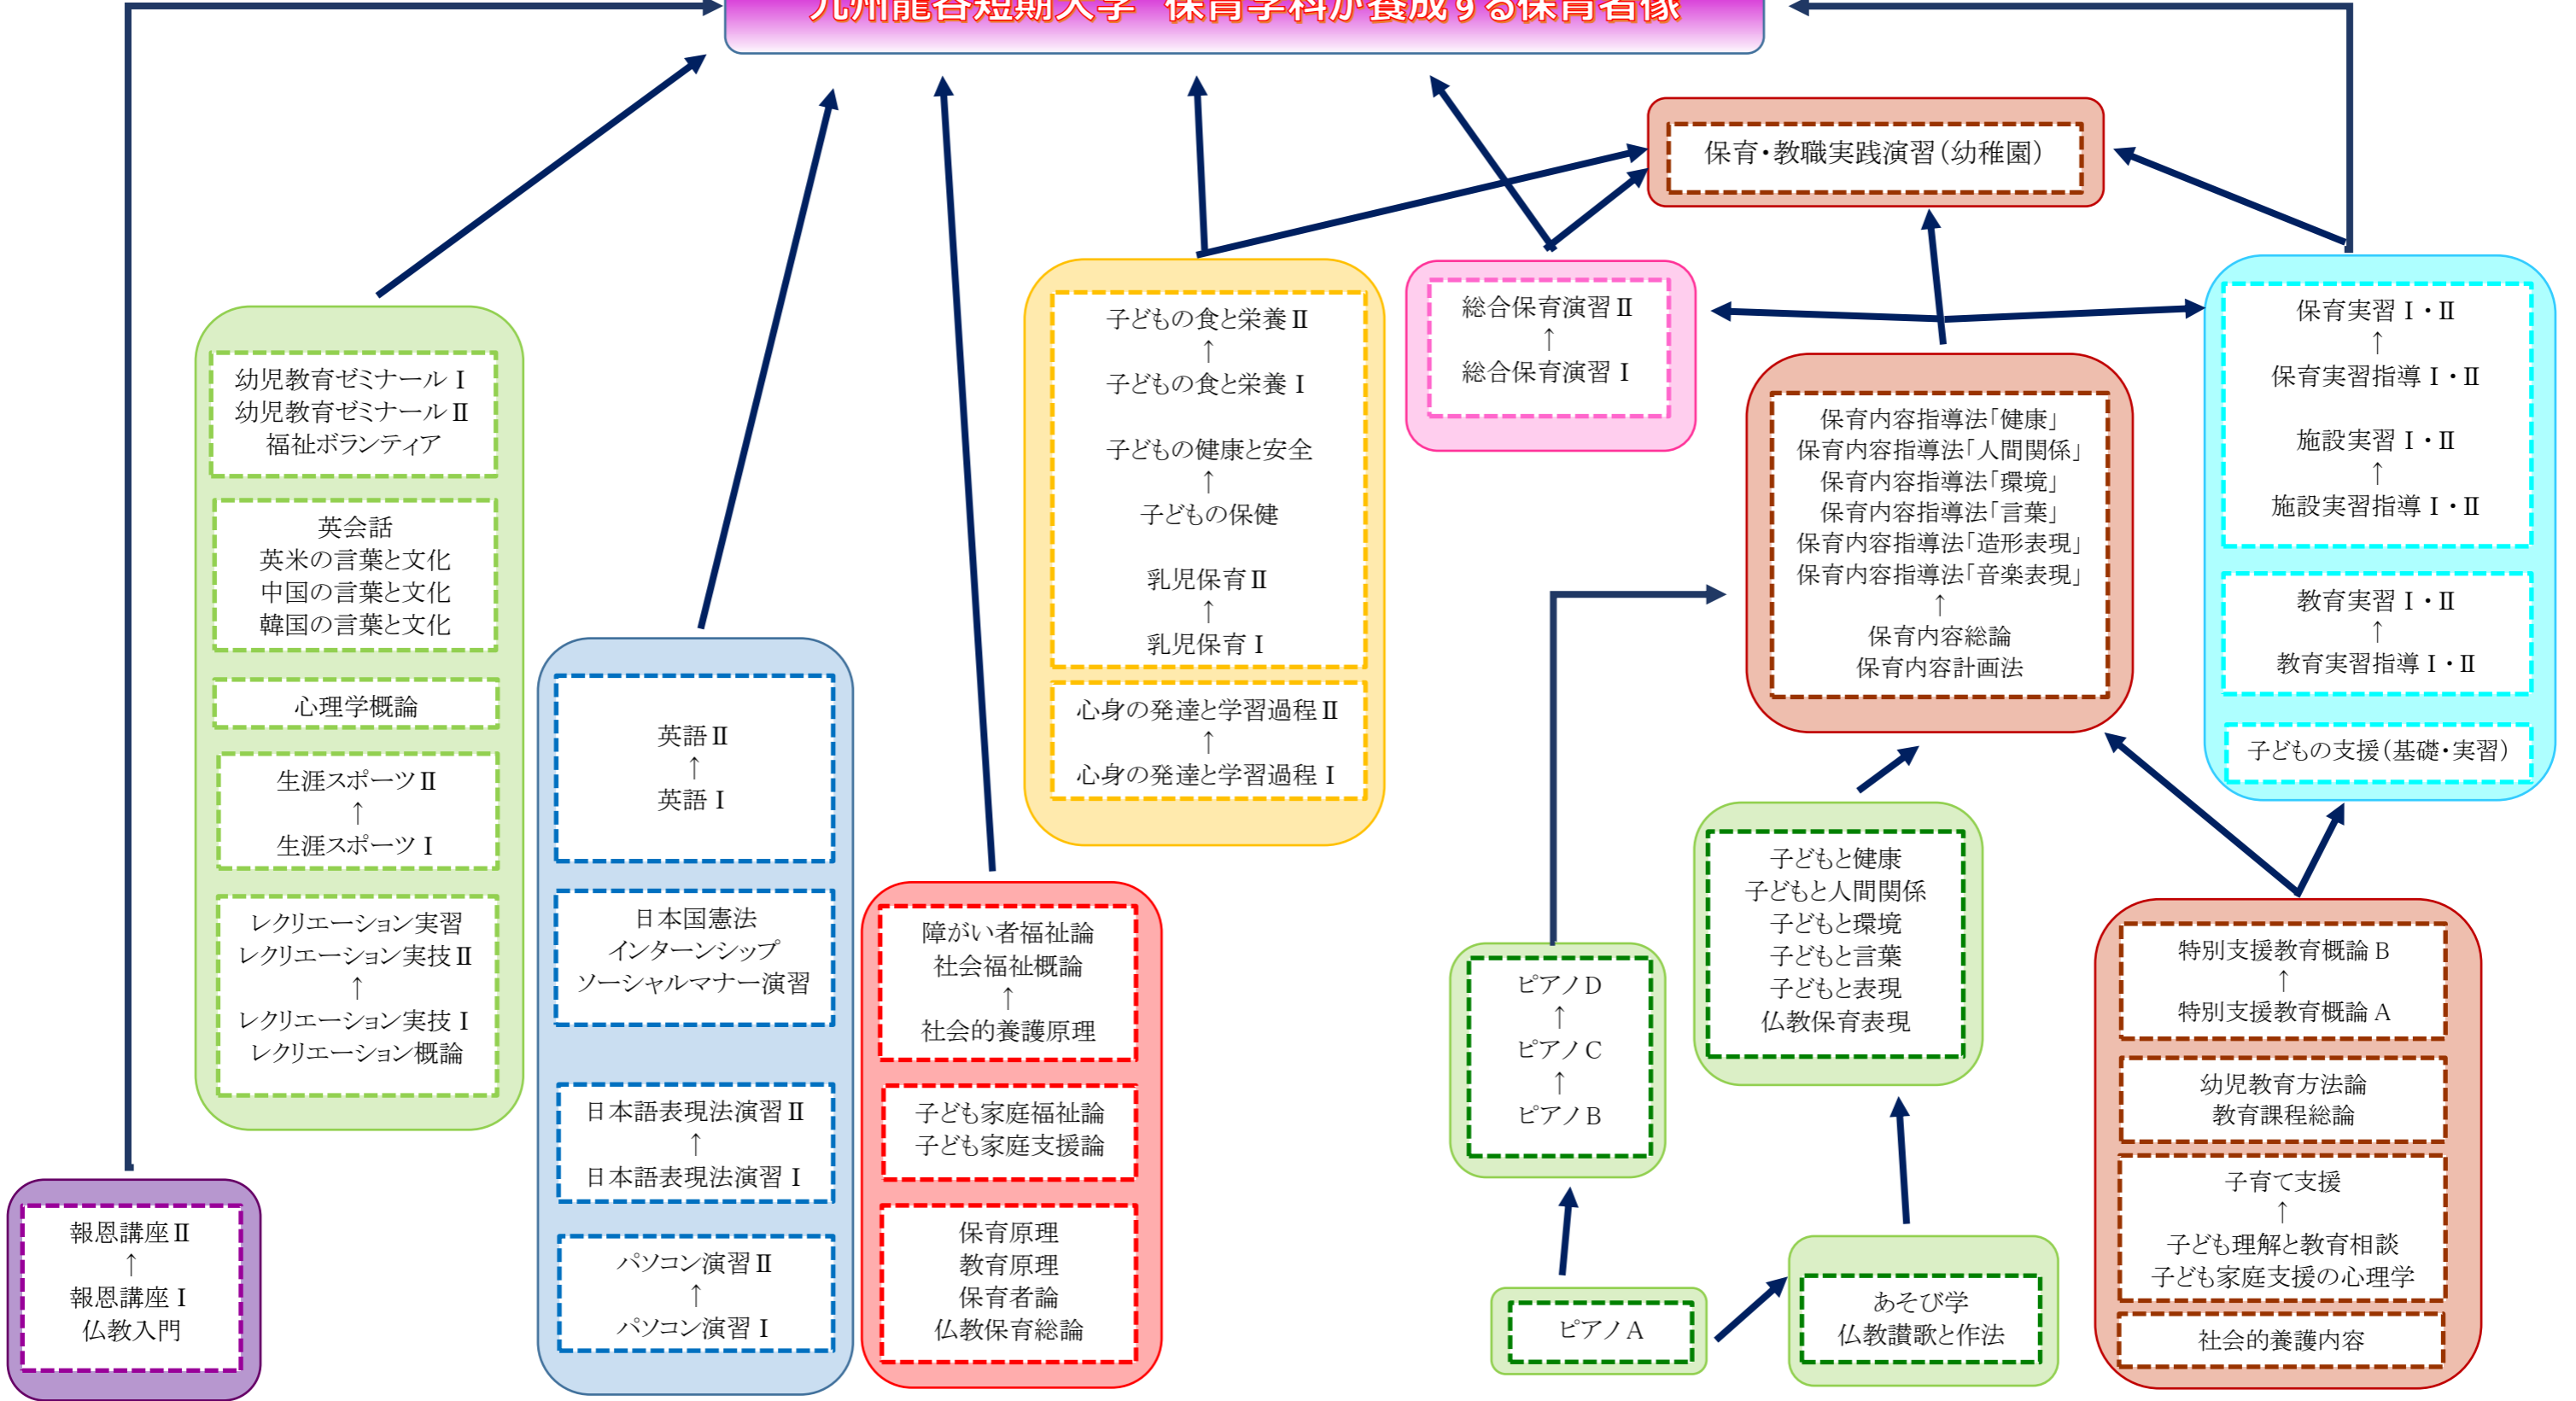 九州龍谷短期大学 保育学科が養成する保育者像
保育・教職実践演習(幼稚園)
幼児教育ゼミナールⅠ
幼児教育ゼミナールⅡ
福祉ボランティア
英会話
英米の言葉と文化
中国の言葉と文化
韓国の言葉と文化
心理学概論
生涯スポーツⅡ
↑
生涯スポーツⅠ
レクリエーション実習
レクリエーション実技Ⅱ
↑
レクリエーション実技Ⅰ
レクリエーション概論
報恩講座Ⅱ
↑
報恩講座Ⅰ
仏教入門
英語Ⅱ
↑
英語Ⅰ
日本国憲法
インターンシップ
ソーシャルマナー演習
日本語表現法演習Ⅱ
↑
日本語表現法演習Ⅰ
パソコン演習Ⅱ
↑
パソコン演習Ⅰ
障がい者福祉論
社会福祉概論
↑
社会的養護原理
子ども家庭福祉論
子ども家庭支援論
保育原理
教育原理
保育者論
仏教保育総論
子どもの食と栄養Ⅱ
↑
子どもの食と栄養Ⅰ
子どもの健康と安全
↑
子どもの保健
乳児保育Ⅱ
↑
乳児保育Ⅰ
心身の発達と学習過程Ⅱ
↑
心身の発達と学習過程Ⅰ
総合保育演習Ⅱ
↑
総合保育演習Ⅰ
保育内容指導法「健康」
保育内容指導法「人間関係」
保育内容指導法「環境」
保育内容指導法「言葉」
保育内容指導法「造形表現」
保育内容指導法「音楽表現」
↑
保育内容総論
保育内容計画法
保育実習Ⅰ・Ⅱ
↑
保育実習指導Ⅰ・Ⅱ
施設実習Ⅰ・Ⅱ
↑
施設実習指導Ⅰ・Ⅱ
教育実習Ⅰ・Ⅱ
↑
教育実習指導Ⅰ・Ⅱ
子どもの支援(基礎・実習)
ピアノD
↑
ピアノC
↑
ピアノB
ピアノA
子どもと健康
子どもと人間関係
子どもと環境
子どもと言葉
子どもと表現
仏教保育表現
あそび学
仏教讃歌と作法
特別支援教育概論B
↑
特別支援教育概論A
幼児教育方法論
教育課程総論
子育て支援
↑
子ども理解と教育相談
子ども家庭支援の心理学
社会的養護内容